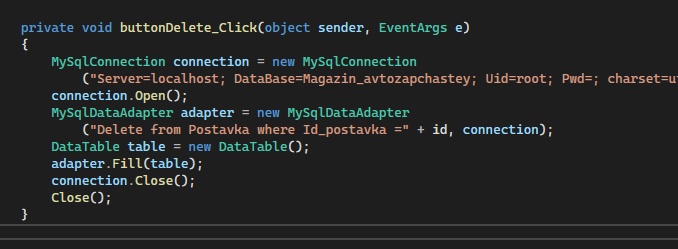 private void buttonDelete_Click(object sender, EventArgs e)
{
MySqlConnection connection = new MySqlConnection
("Server=localhost; DataBase=Magazin_avtozapchastey; Uid=root; Pwd=; charset=u
connection.Open();
MySqlDataAdapter adapter = new MySqlDataAdapter
("Delete from Postavka where Id_postavka =" + id, connection);
DataTable table = new DataTable();
adapter.Fill(table);
connection.Close();
Close();
}